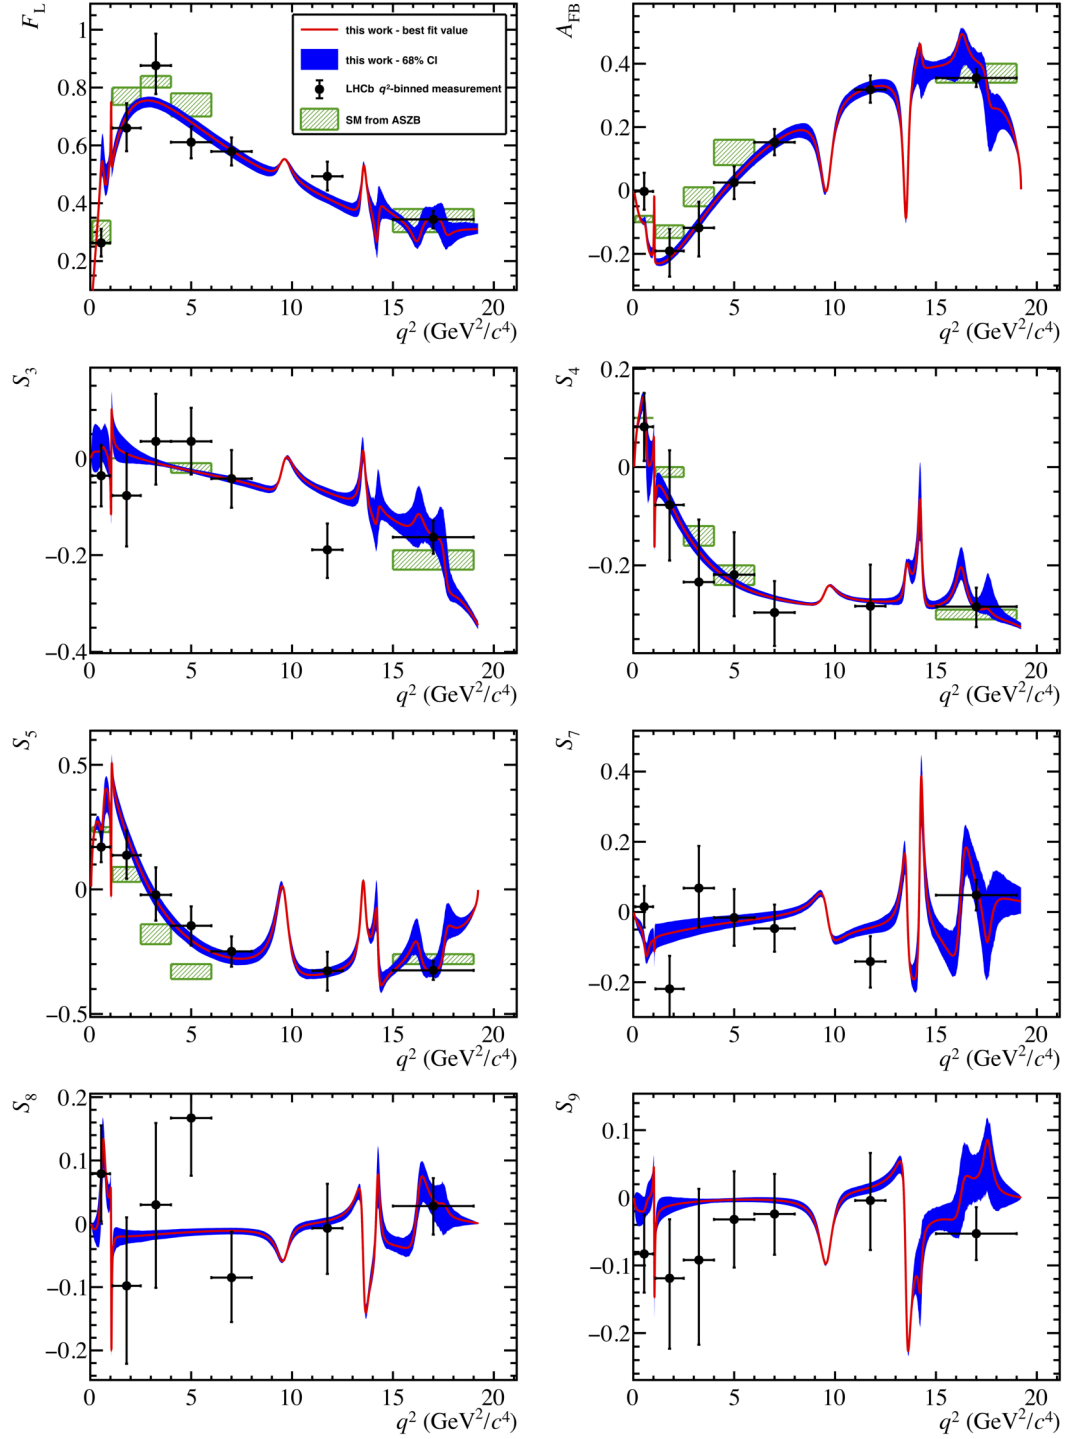 F_L
1
0.8
0.6
0.4
0.2
this work - best fit value
this work - 68% CI
LHCb q²-binned measurement
SM from ASZB
0 5 10 15 20
q² (GeV²/c⁴)
A_FB
0.4
0.2
0
−0.2
0 5 10 15 20
q² (GeV²/c⁴)
S_3
0
−0.2
−0.4
0 5 10 15 20
q² (GeV²/c⁴)
S_4
0.2
0
−0.2
0 5 10 15 20
q² (GeV²/c⁴)
S_5
0.5
0
−0.5
0 5 10 15 20
q² (GeV²/c⁴)
S_7
0.4
0.2
0
−0.2
0 5 10 15 20
q² (GeV²/c⁴)
S_8
0.2
0.1
0
−0.1
−0.2
0 5 10 15 20
q² (GeV²/c⁴)
S_9
0.1
0
−0.1
−0.2
0 5 10 15 20
q² (GeV²/c⁴)